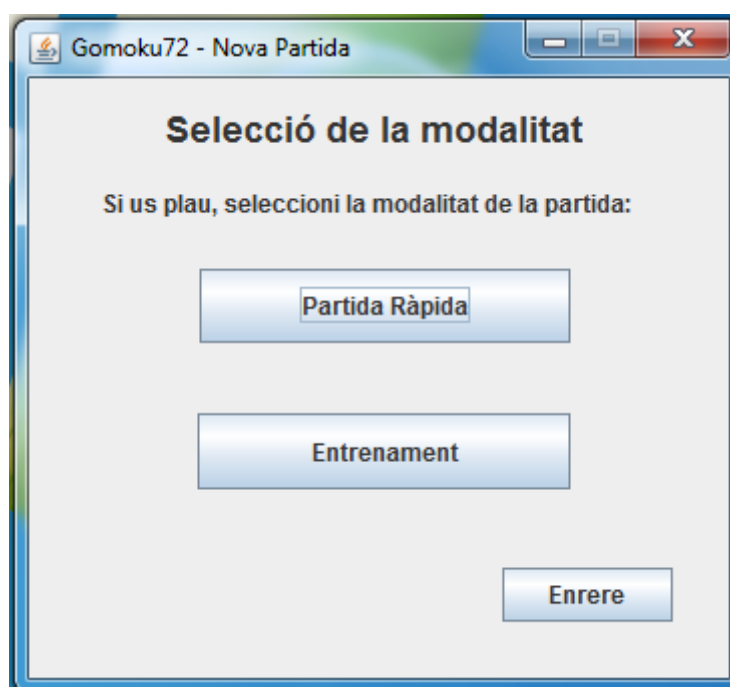 Gomoku72 - Nova Partida
Selecció de la modalitat
Si us plau, seleccioni la modalitat de la partida:
Partida Ràpida
Entrenament
Enrere